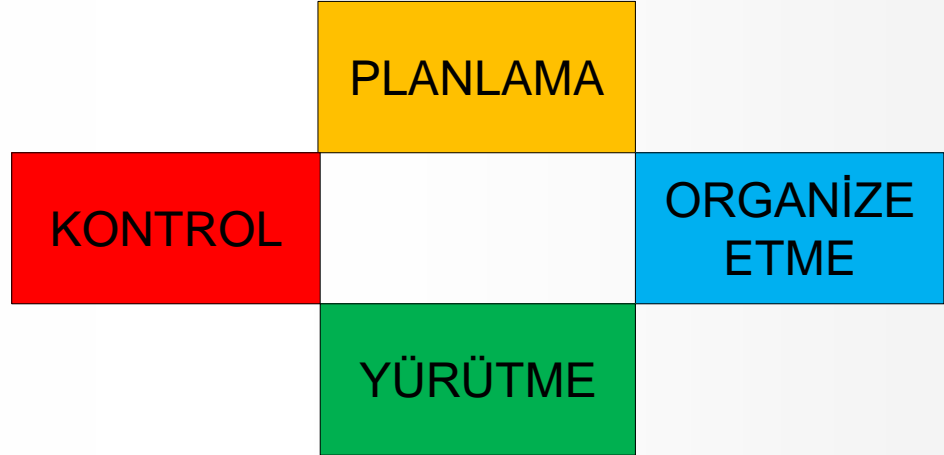 PLANLAMA
KONTROL
ORGANİZE
ETME
YÜRÜTME